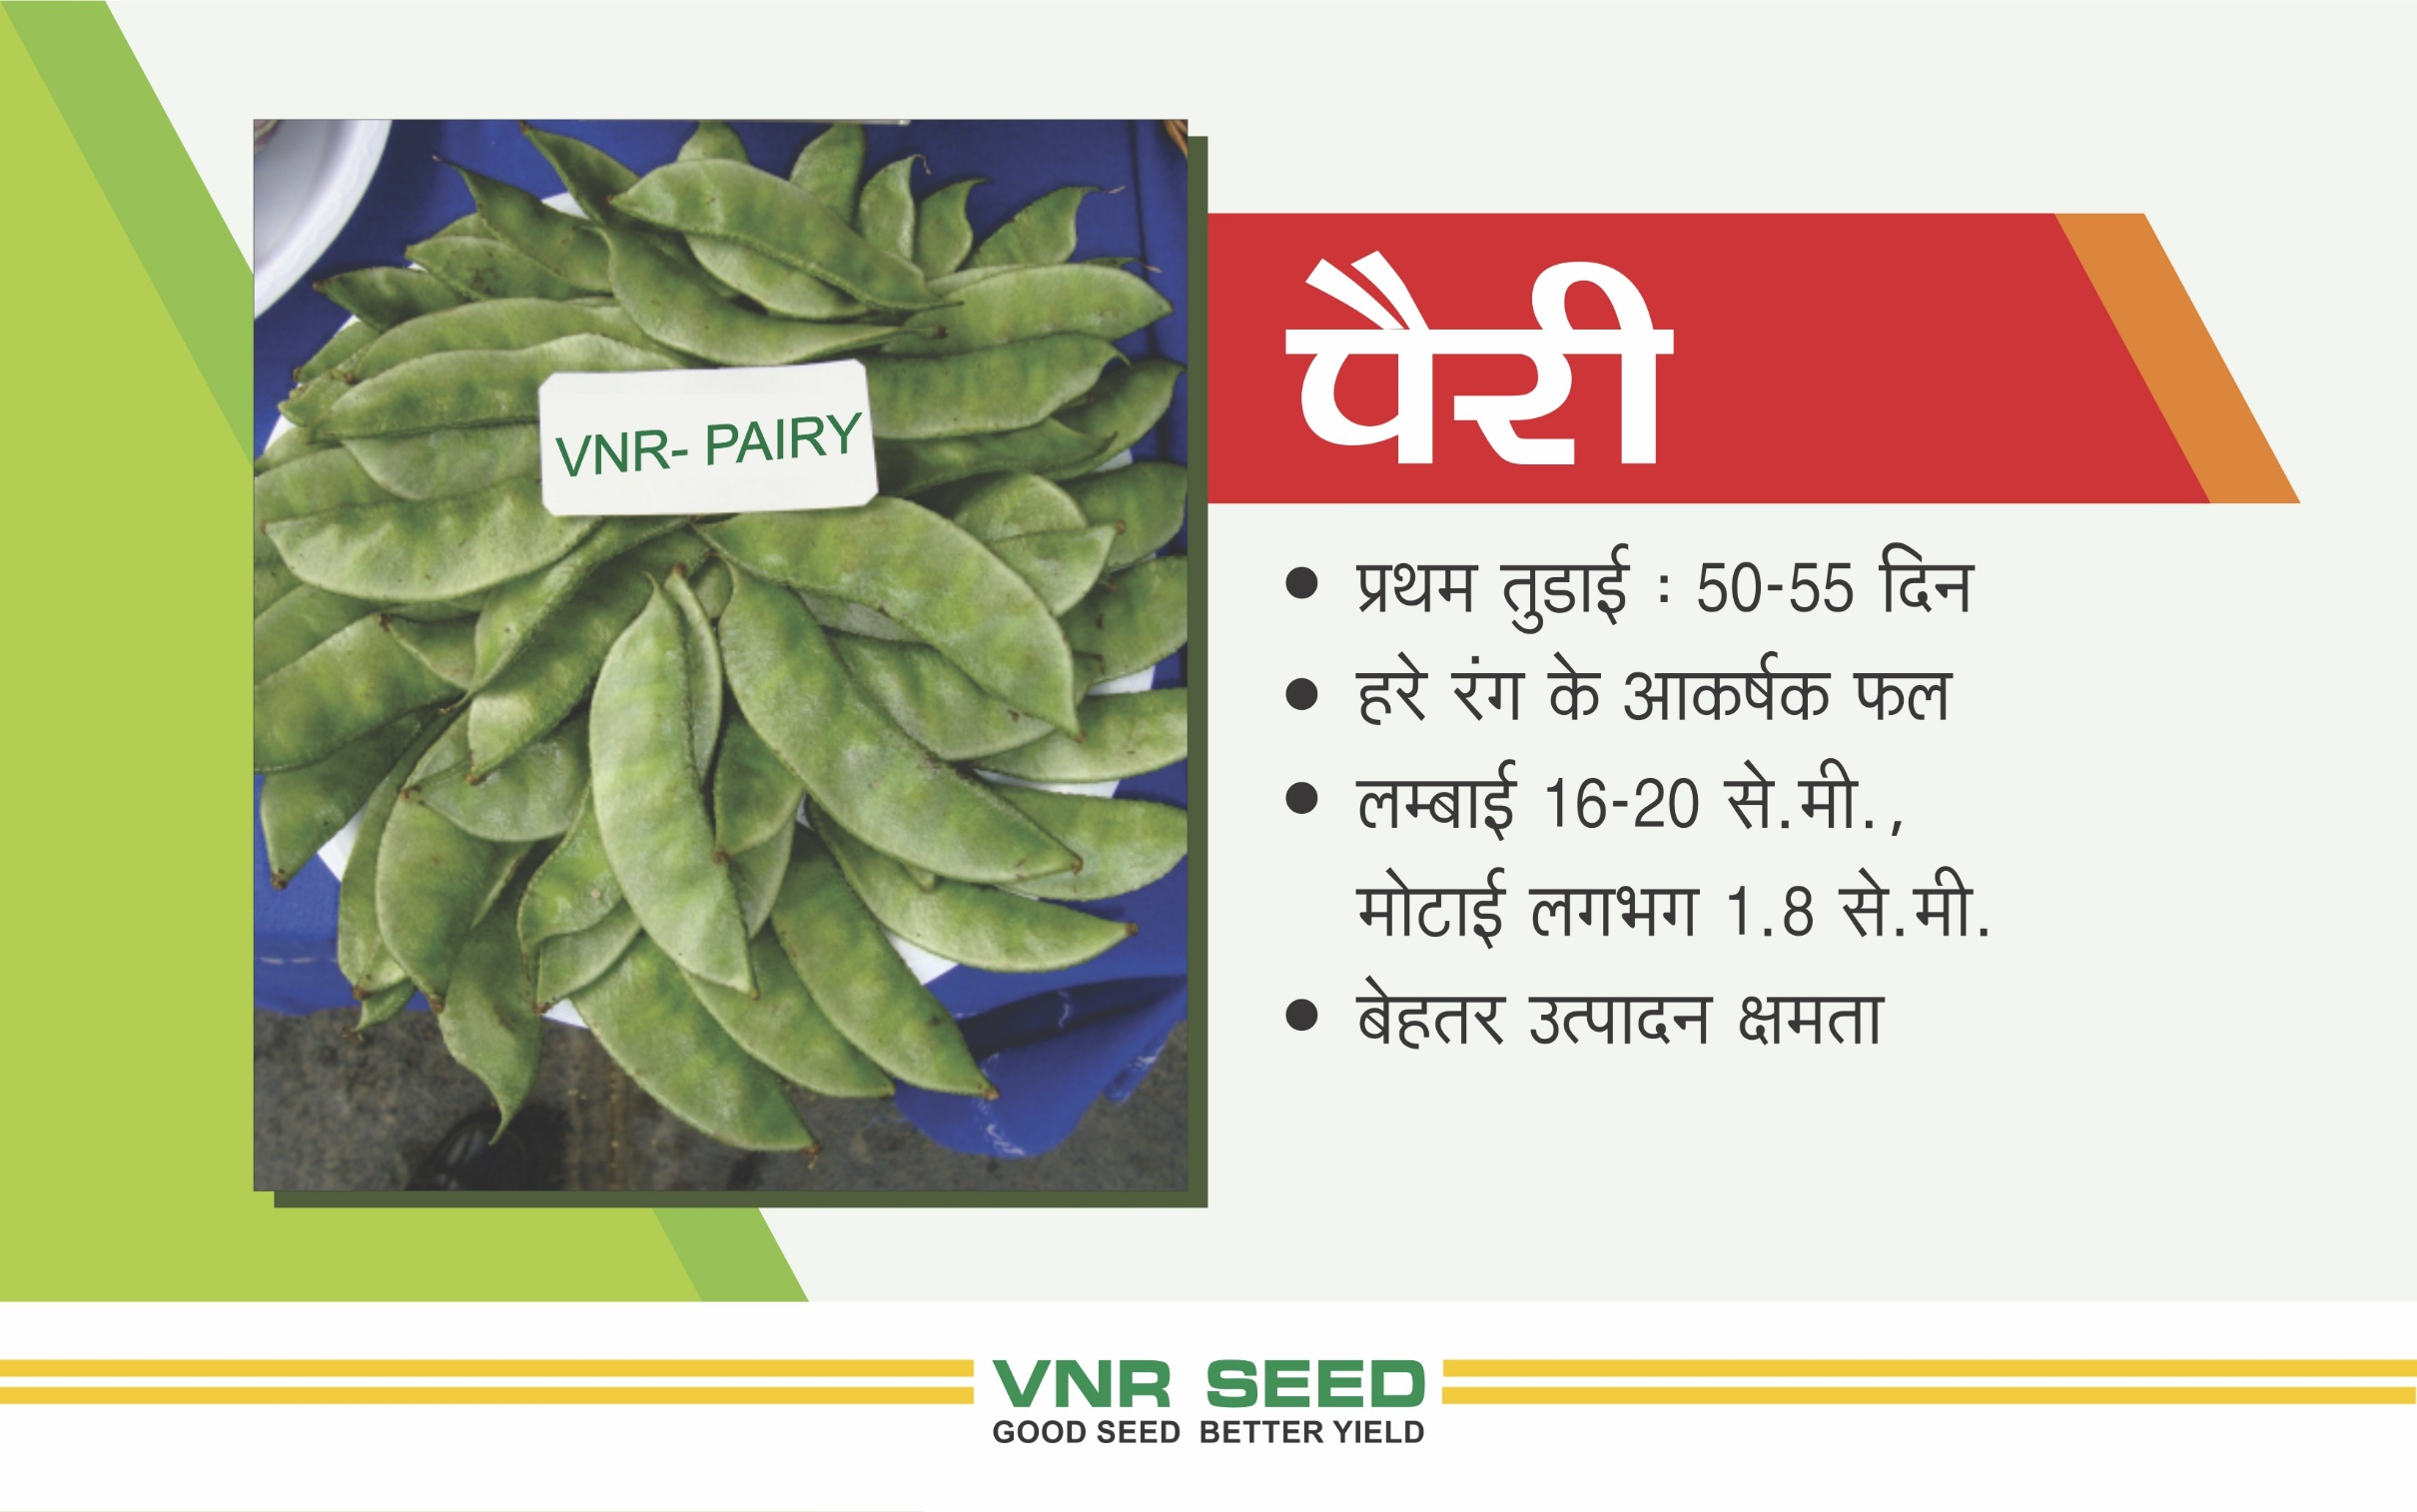 VNR- PAIRY
पैरी
● प्रथम तुडाई : 50-55 दिन
● हरे रंग के आकर्षक फल
● लम्बाई 16-20 से.मी.,
मोटाई लगभग 1.8 से.मी.
● बेहतर उत्पादन क्षमता
VNR SEED
GOOD SEED BETTER YIELD